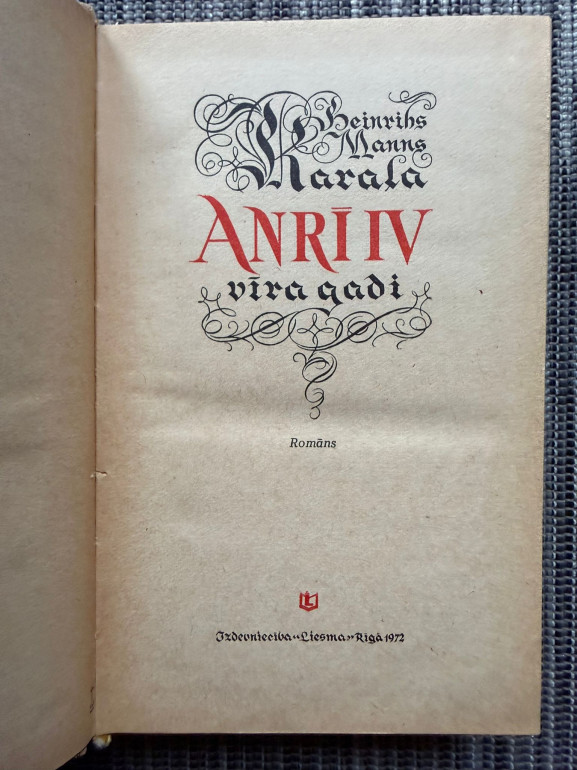 Heinrihs
Manns
Karaļa
ANRĪ IV
vīra gadi
Romāns
L
Izdevniecība «Liesma» Rīgā 1972